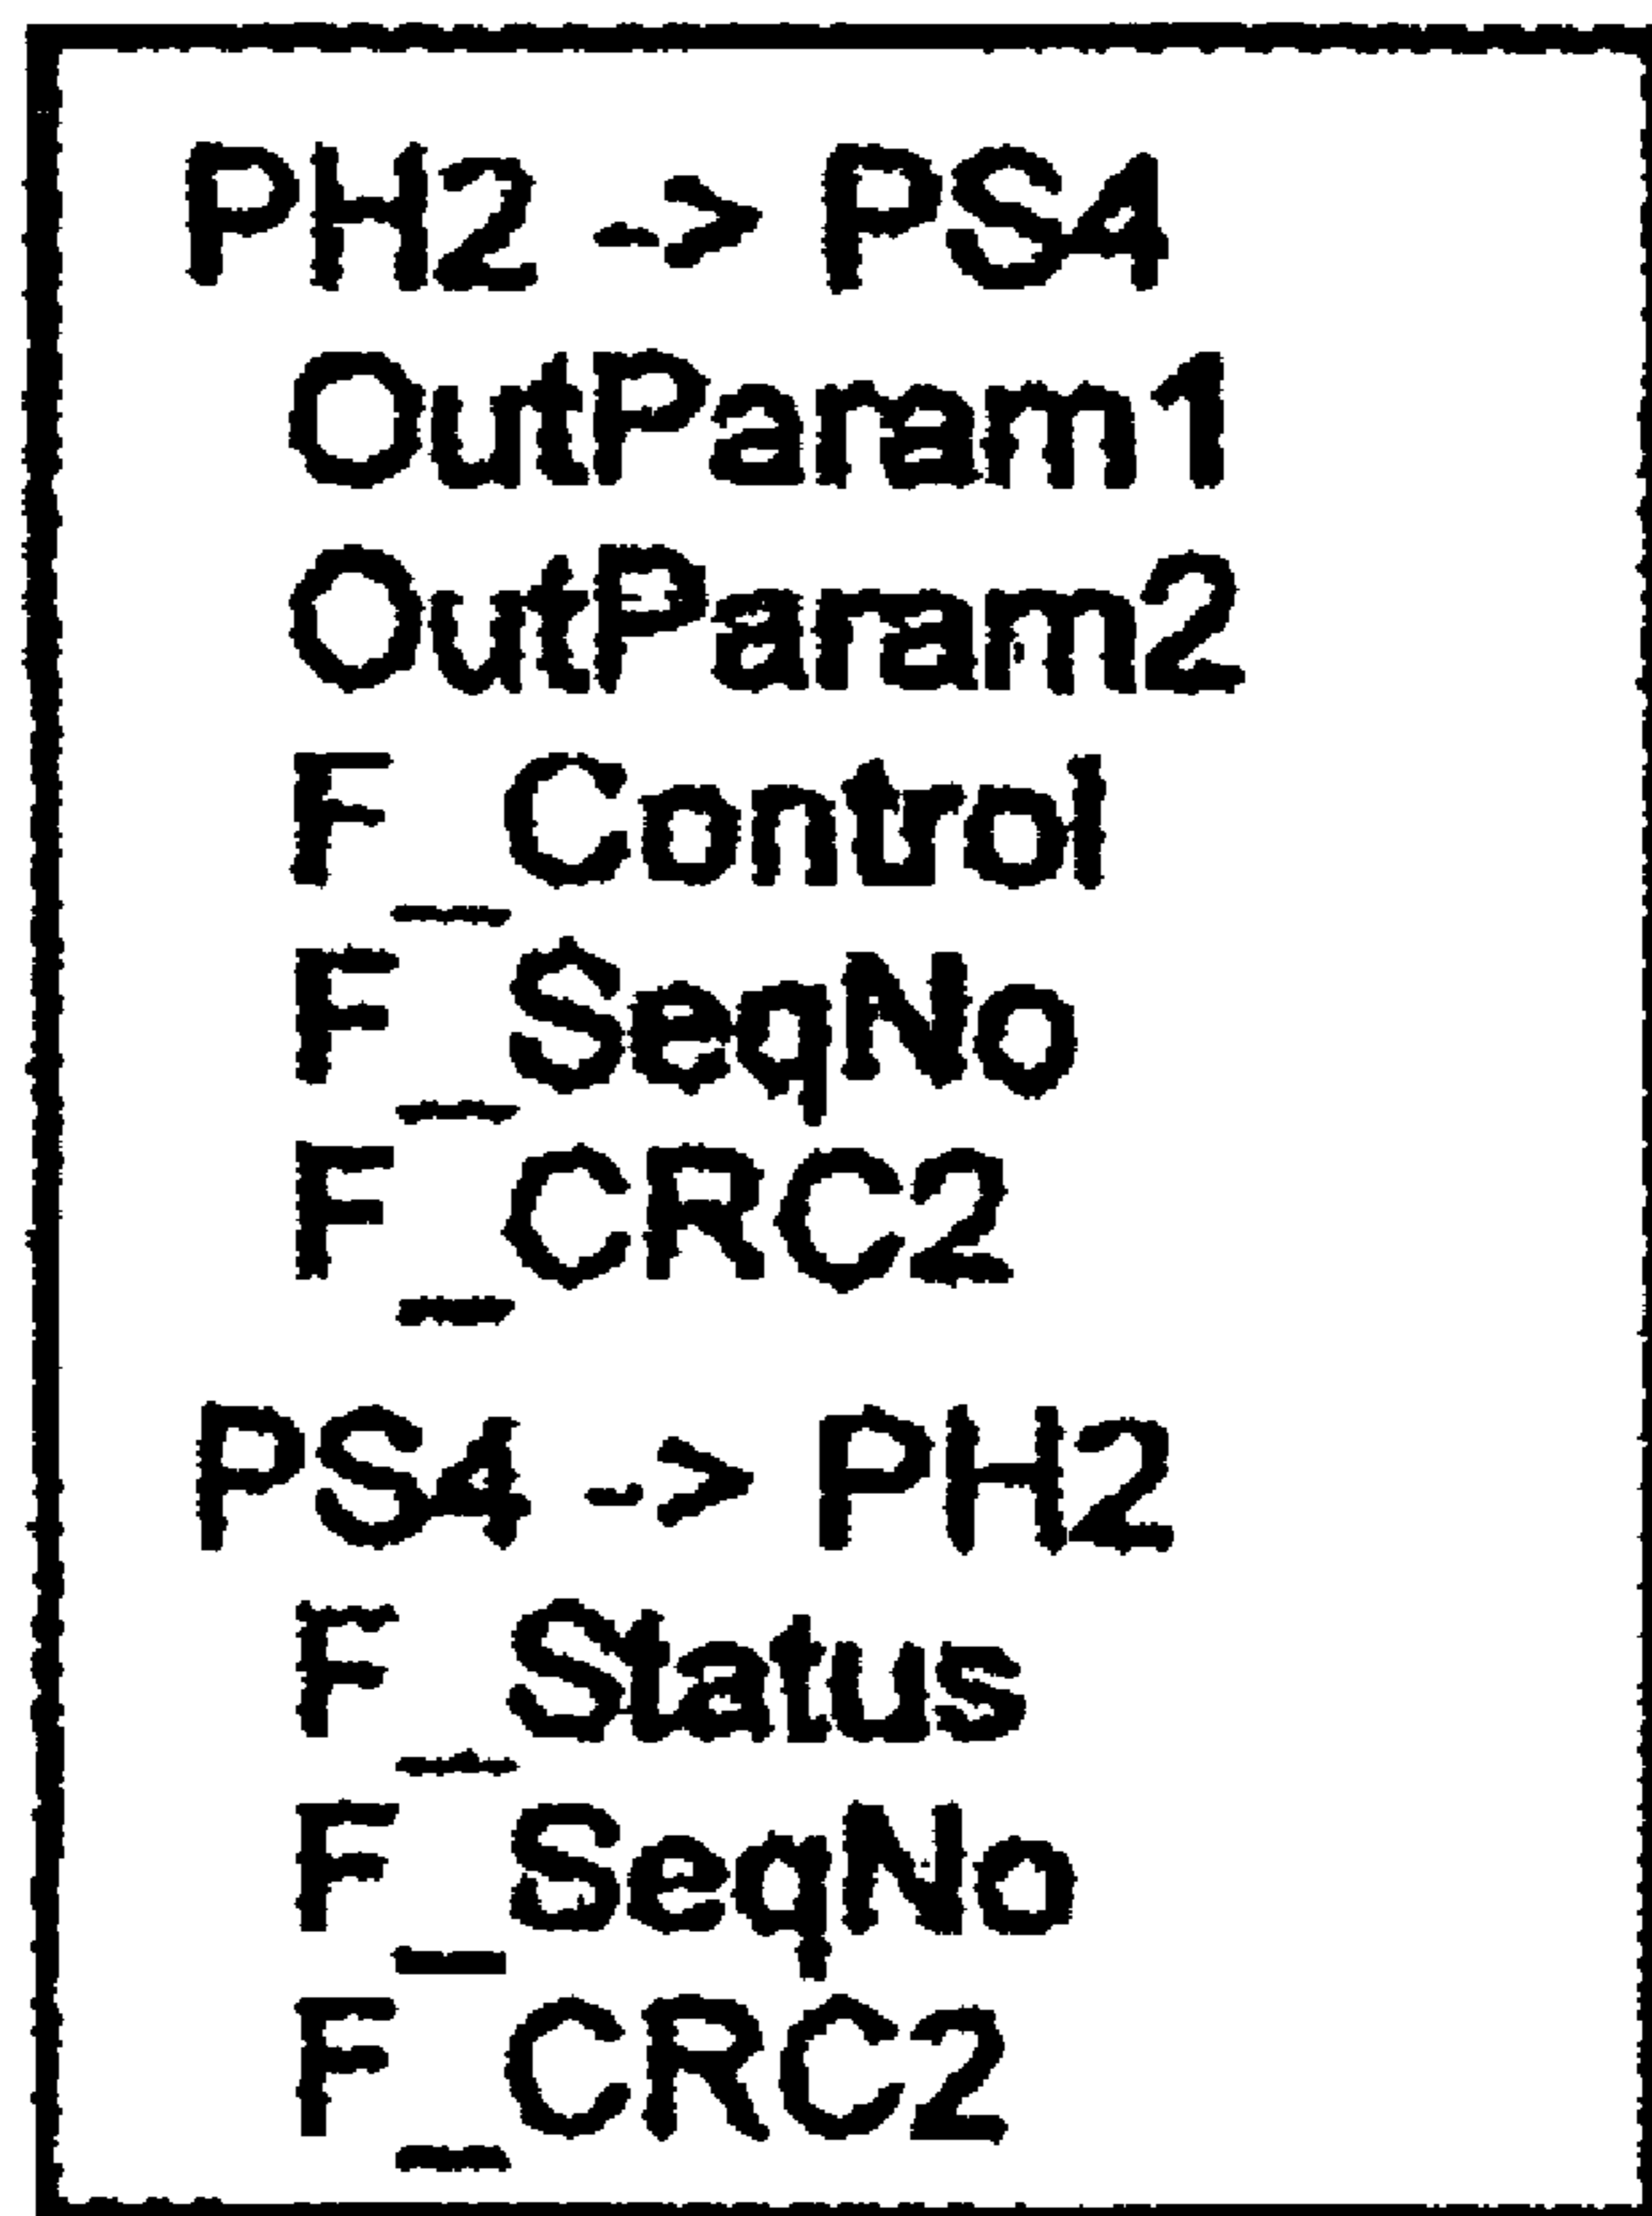 PH2 -> PS4
OutParam1
OutParam2
F_Control
F_SeqNo
F_CRC2
PS4 -> PH2
F_Status
F_SeqNo
F_CRC2